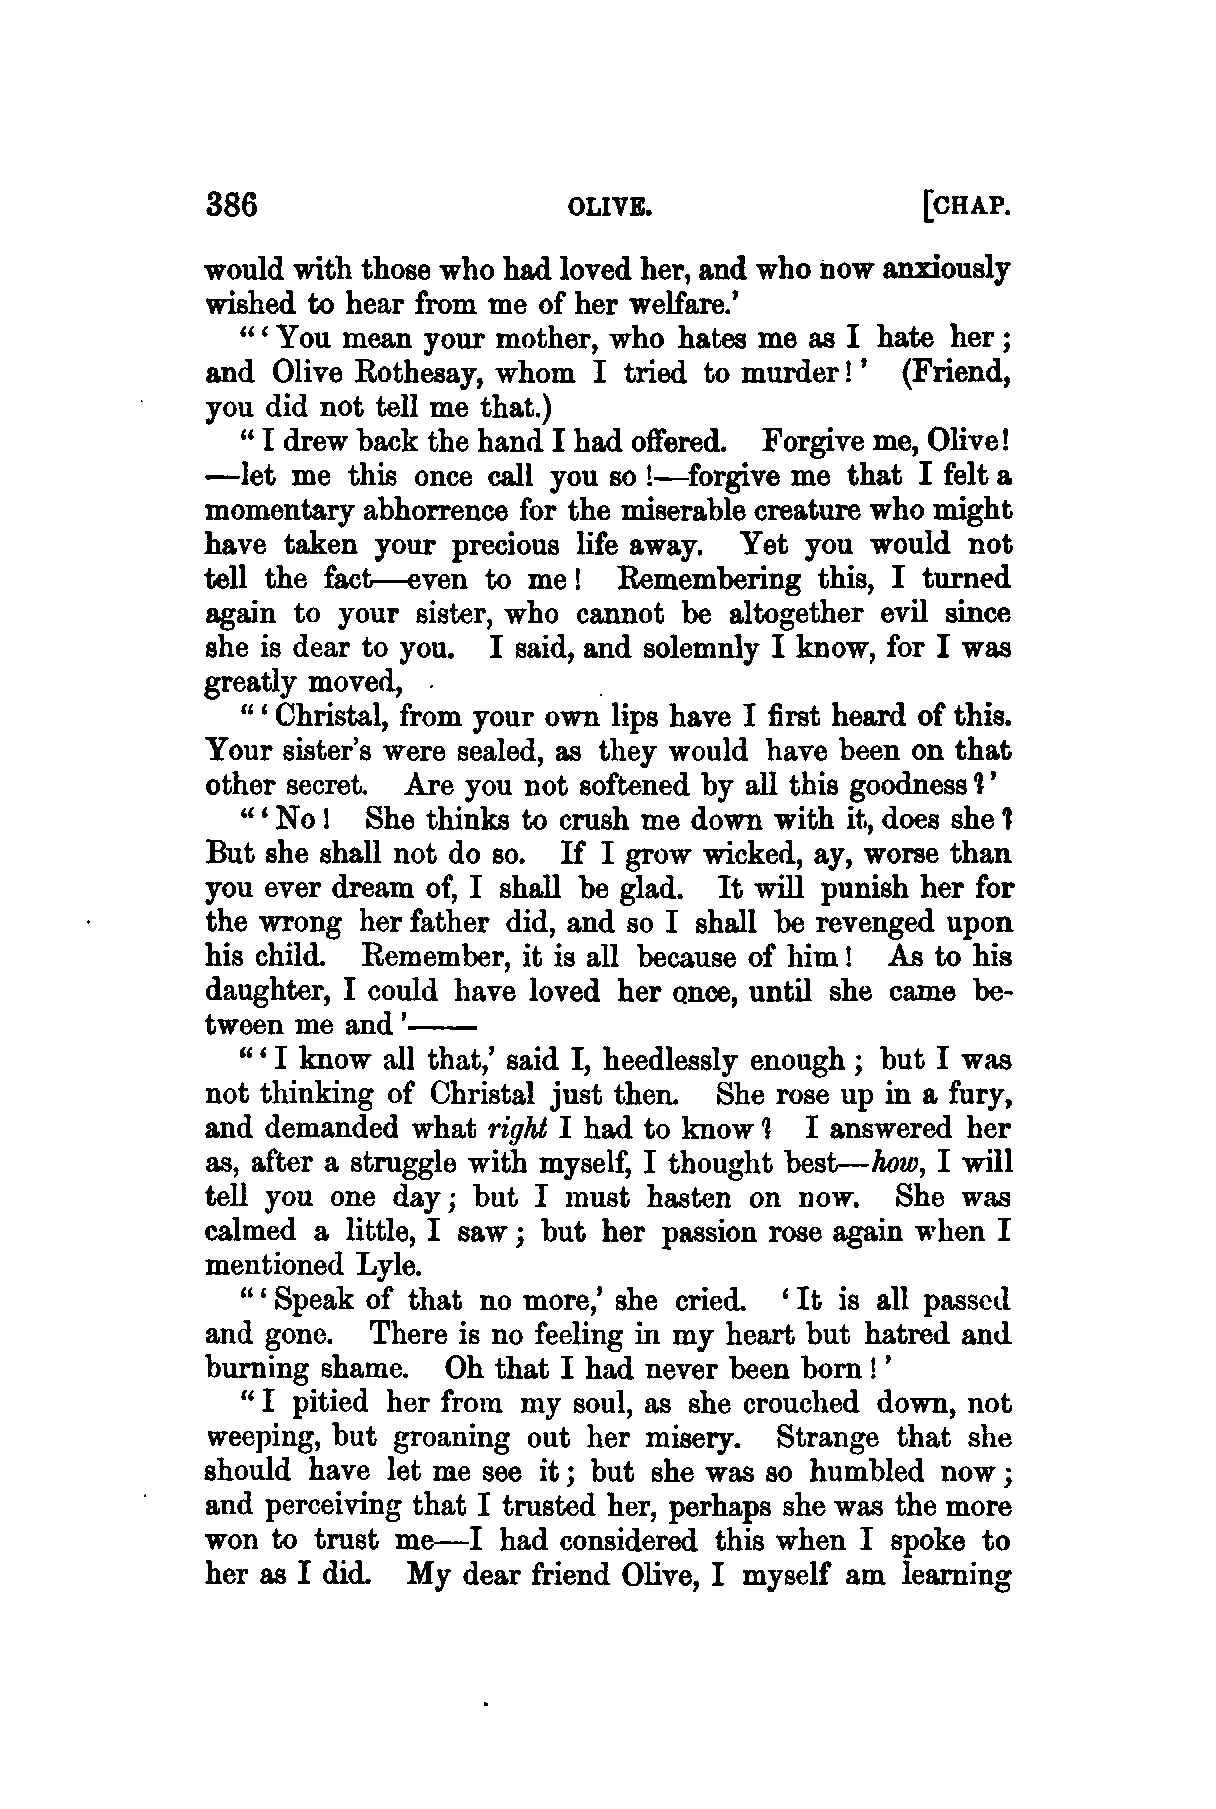 386 OLIVE. [CHAP.
would with those who had loved her, and who now anxiously
wished to hear from me of her welfare.'
"'You mean your mother, who hates me as I hate her;
and Olive Rothesay, whom I tried to murder!' (Friend,
you did not tell me that.)
"I drew back the hand I had offered. Forgive me, Olive!
—let me this once call you so!—forgive me that I felt a
momentary abhorrence for the miserable creature who might
have taken your precious life away. Yet you would not
tell the fact—even to me! Remembering this, I turned
again to your sister, who cannot be altogether evil since
she is dear to you. I said, and solemnly I know, for I was
greatly moved,
"'Christal, from your own lips have I first heard of this.
Your sister's were sealed, as they would have been on that
other secret. Are you not softened by all this goodness?'
"'No! She thinks to crush me down with it, does she?
But she shall not do so. If I grow wicked, ay, worse than
you ever dream of, I shall be glad. It will punish her for
the wrong her father did, and so I shall be revenged upon
his child. Remember, it is all because of him! As to his
daughter, I could have loved her once, until she came be-
tween me and'——
"'I know all that,' said I, heedlessly enough; but I was
not thinking of Christal just then. She rose up in a fury,
and demanded what right I had to know? I answered her
as, after a struggle with myself, I thought best—how, I will
tell you one day; but I must hasten on now. She was
calmed a little, I saw; but her passion rose again when I
mentioned Lyle.
"'Speak of that no more,' she cried. 'It is all passed
and gone. There is no feeling in my heart but hatred and
burning shame. Oh that I had never been born!'
"I pitied her from my soul, as she crouched down, not
weeping, but groaning out her misery. Strange that she
should have let me see it; but she was so humbled now;
and perceiving that I trusted her, perhaps she was the more
won to trust me—I had considered this when I spoke to
her as I did. My dear friend Olive, I myself am learning